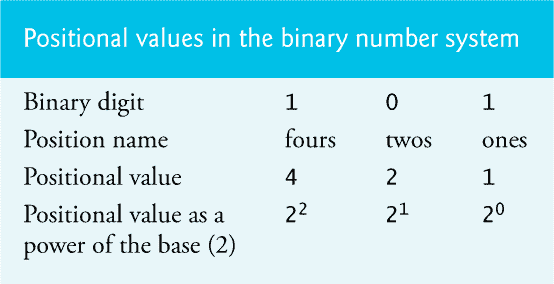 Positional values in the binary number system
Binary digit 1 0 1
Position name fours twos ones
Positional value 4 2 1
Positional value as a 2² 2¹ 2⁰
power of the base (2)